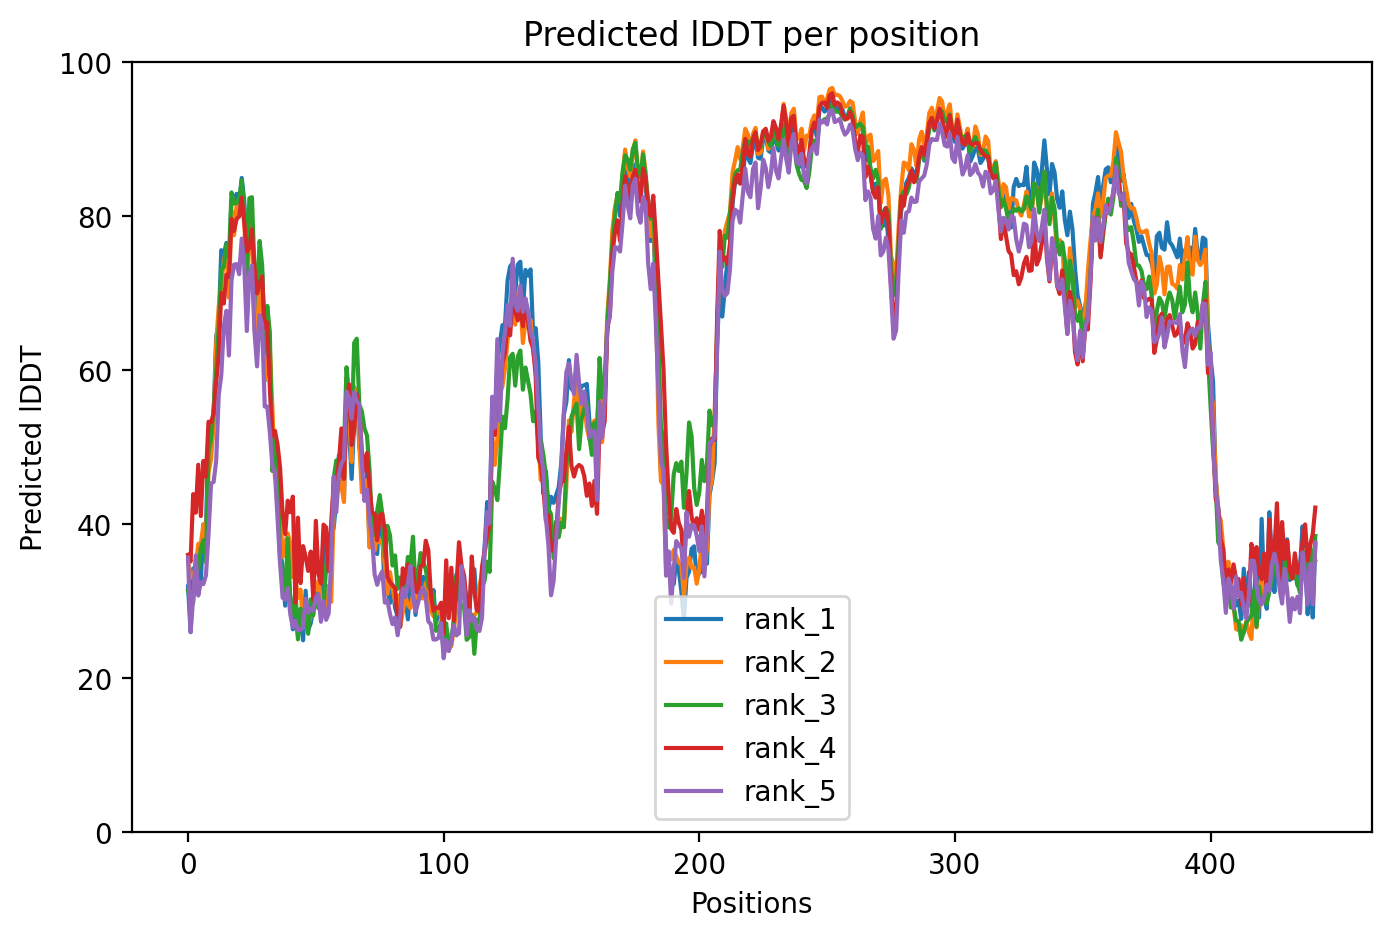 Predicted lDDT per position
Predicted lDDT
100
80
60
40
20
0
0 100 200 300 400
Positions
rank_1
rank_2
rank_3
rank_4
rank_5